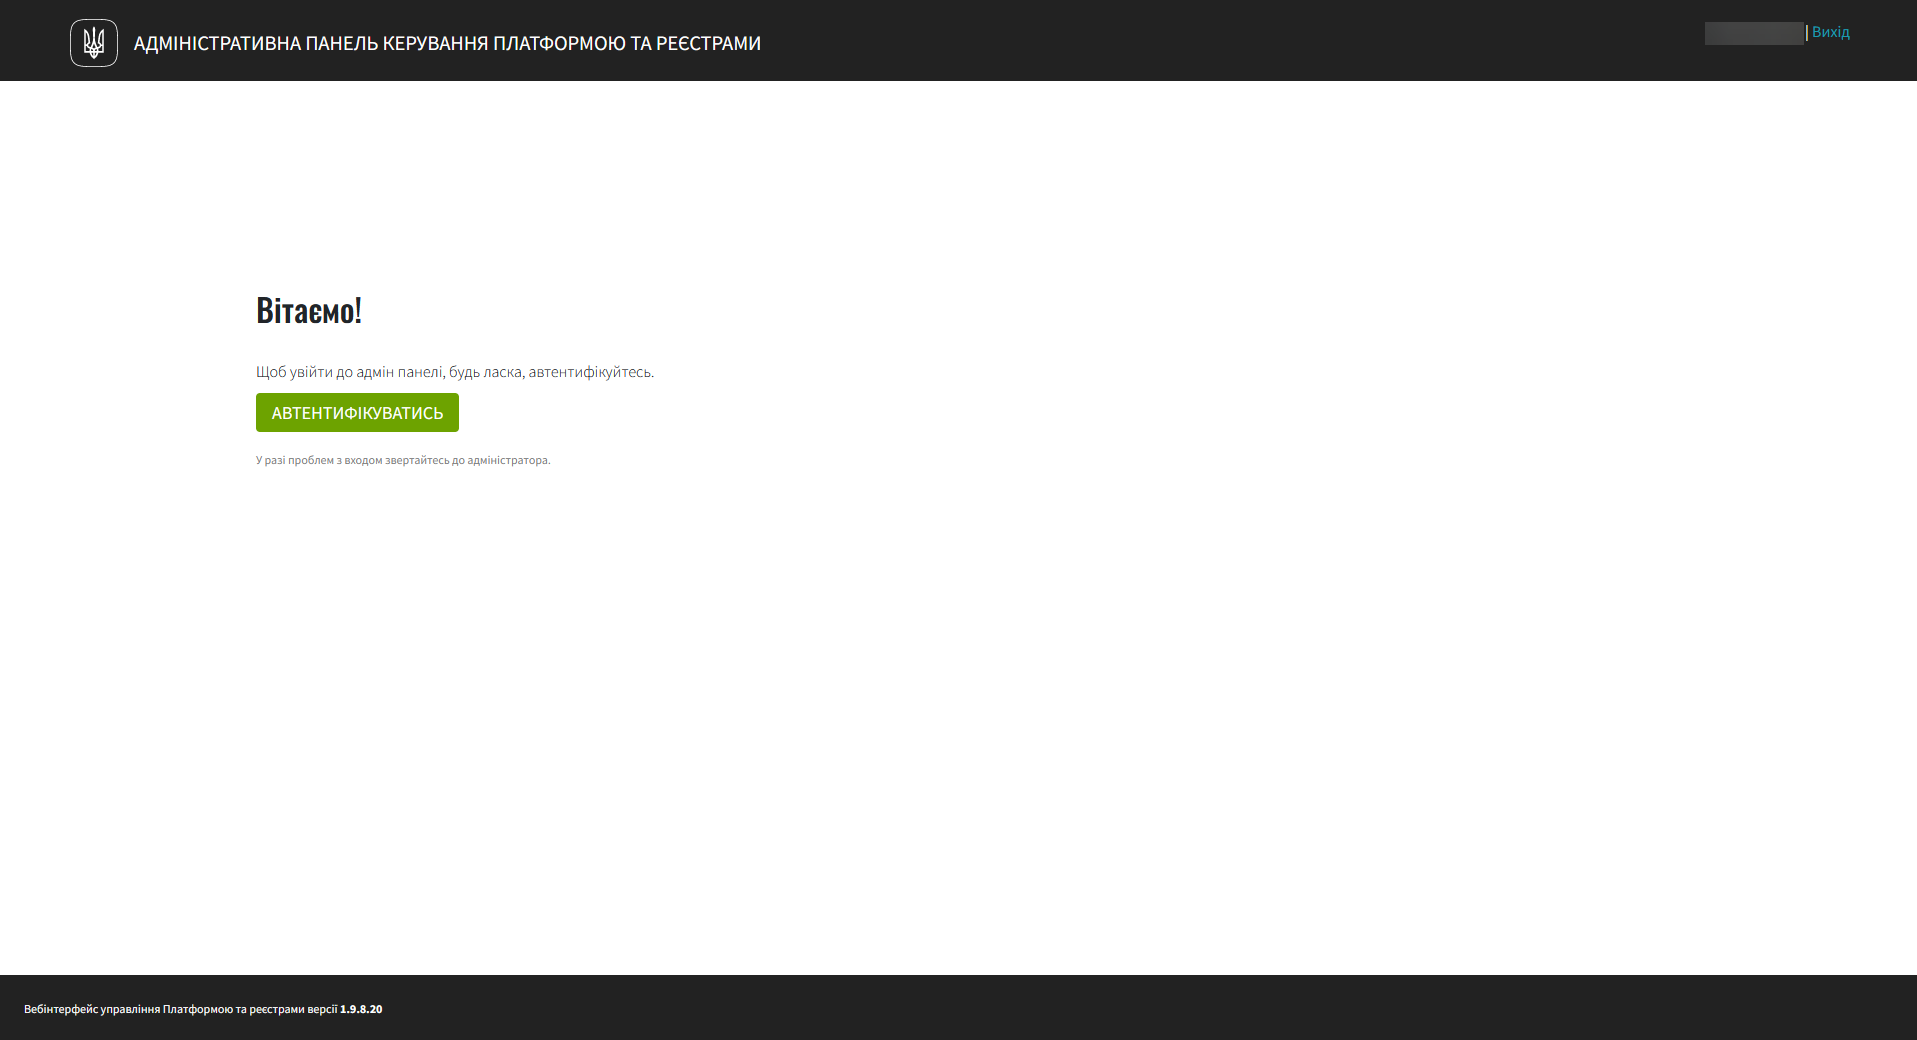 АДМІНІСТРАТИВНА ПАНЕЛЬ КЕРУВАННЯ ПЛАТФОРМОЮ ТА РЕЄСТРАМИ
| Вихід
Вітаємо!
Щоб увійти до адмін панелі, будь ласка, автентифікуйтесь.
АВТЕНТИФІКУВАТИСЬ
У разі проблем з входом звертайтесь до адміністратора.
Вебінтерфейс управління Платформою та реєстрами версії 1.9.8.20